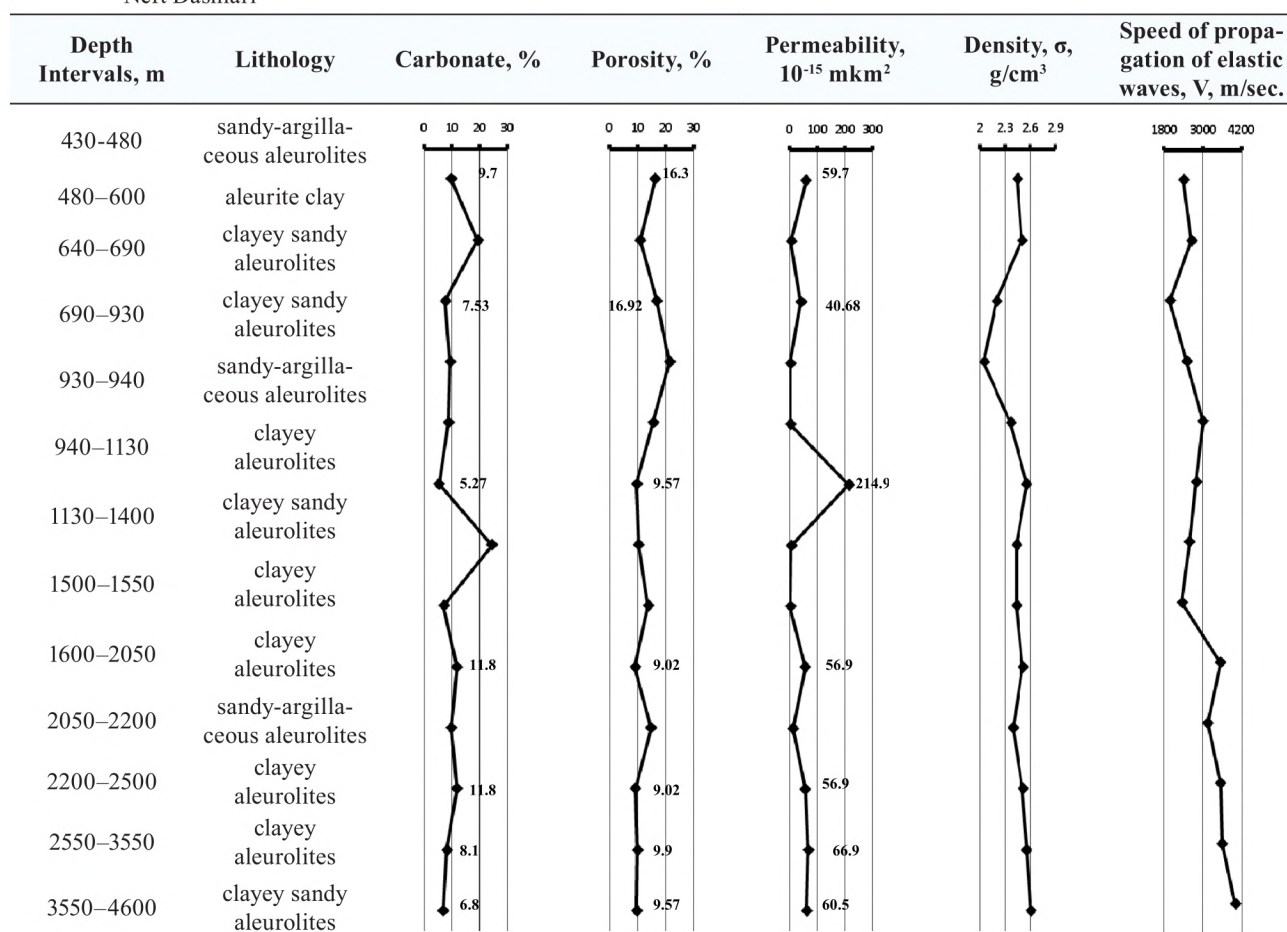 Neft Dashlari
Depth Intervals, m
Lithology
Carbonate, %
Porosity, %
Permeability, 10⁻¹⁵ mkm²
Density, σ, g/cm³
Speed of propa-
gation of elastic
waves, V, m/sec.
430-480
sandy-argilla-
ceous aleurolites
0 10 20 30
0 10 20 30
0 100 200 300
2 2.3 2.6 2.9
1800 3000 4200
9.7
16.3
59.7
480–600
aleurite clay
640–690
clayey sandy
aleurolites
690–930
clayey sandy
aleurolites
7.53
16.92
40.68
930–940
sandy-argilla-
ceous aleurolites
940–1130
clayey
aleurolites
5.27
9.57
214.9
1130–1400
clayey sandy
aleurolites
1500–1550
clayey
aleurolites
1600–2050
clayey
aleurolites
11.8
9.02
56.9
2050–2200
sandy-argilla-
ceous aleurolites
2200–2500
clayey
aleurolites
11.8
9.02
56.9
2550–3550
clayey
aleurolites
8.1
9.9
66.9
3550–4600
clayey sandy
aleurolites
6.8
9.57
60.5